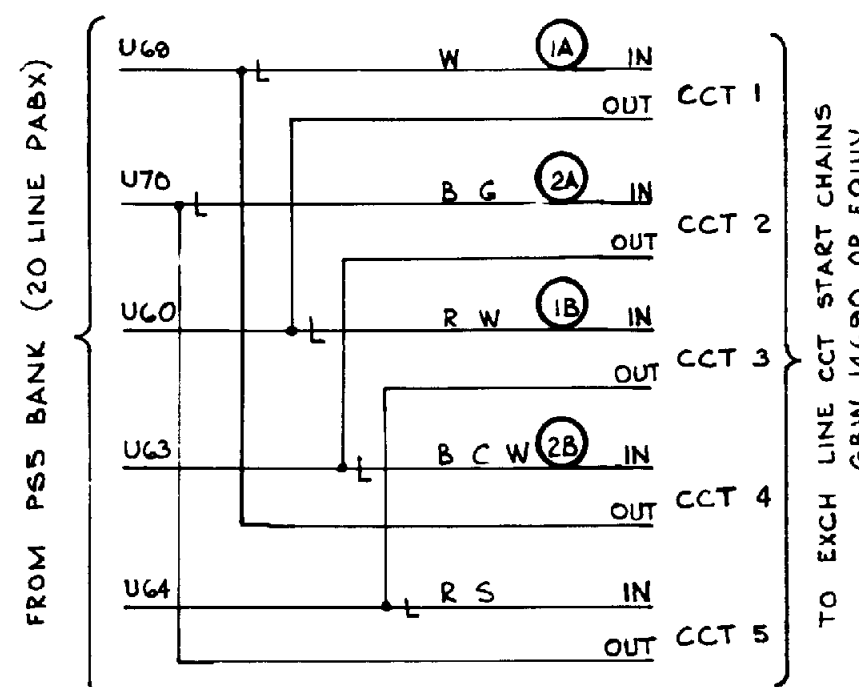 FROM PS5 BANK (20 LINE PABX)
U68 L W 1A IN
OUT CCT 1
U70 L B G 2A IN
OUT CCT 2
U60 L R W 1B IN
OUT CCT 3
U63 L B C W 2B IN
OUT CCT 4
U64 L R S IN
OUT CCT 5
TO EXCH LINE CCT START CHAINS